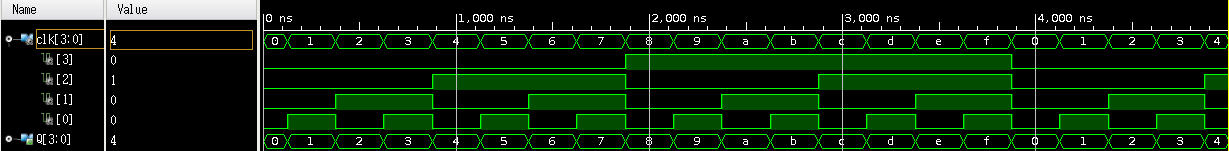 Name Value 0 ns 1,000 ns 2,000 ns 3,000 ns 4,000 ns
clk[3:0] 4 0 1 2 3 4 5 6 7 8 9 a b c d e f 0 1 2 3 4
[3] 0
[2] 1
[1] 0
[0] 0
Q[3:0] 4 0 1 2 3 4 5 6 7 8 9 a b c d e f 0 1 2 3 4